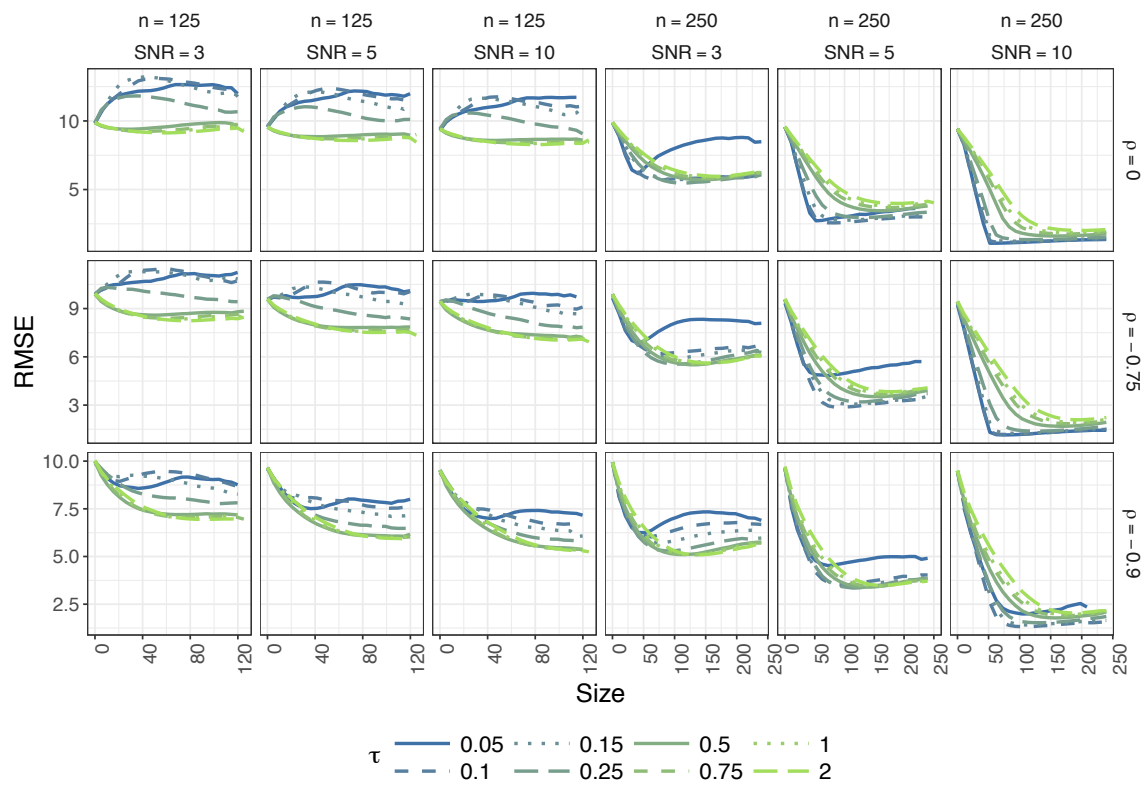 n = 125 n = 125 n = 125 n = 250 n = 250 n = 250
SNR = 3 SNR = 5 SNR = 10 SNR = 3 SNR = 5 SNR = 10
10
5
ρ = 0
9
6
3
ρ = − 0.75
10.0
7.5
5.0
2.5
ρ = − 0.9
RMSE
0 40 80 120 0 40 80 120 0 40 80 120 0 50 100 150 200 250 0 50 100 150 200 250 0 50 100 150 200 250
Size
τ 0.05 0.15 0.5 1
0.1 0.25 0.75 2